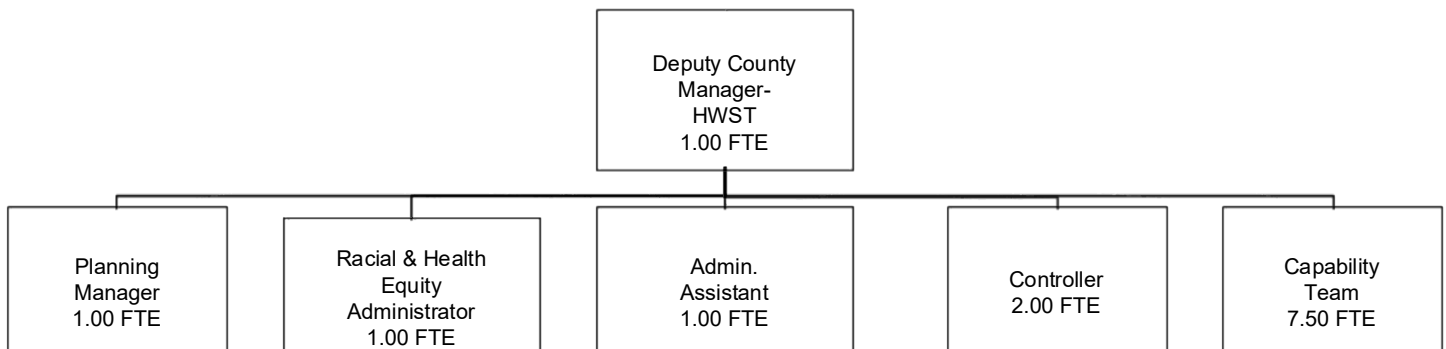 Deputy County
Manager-
HWST
1.00 FTE
Planning
Manager
1.00 FTE
Racial & Health
Equity
Administrator
1.00 FTE
Admin.
Assistant
1.00 FTE
Controller
2.00 FTE
Capability
Team
7.50 FTE